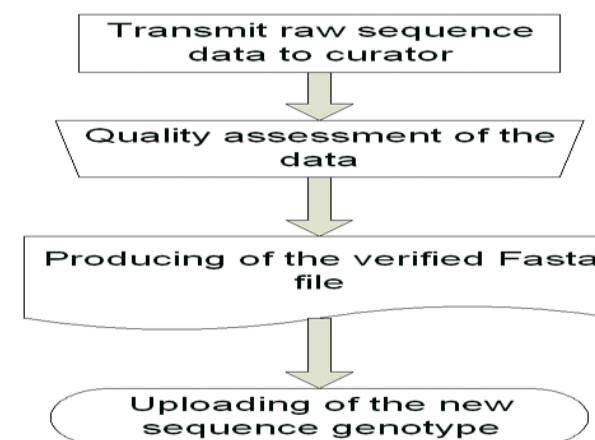 Transmit raw sequence
data to curator
Quality assessment of the
data
Producing of the verified Fasta
file
Uploading of the new
sequence genotype